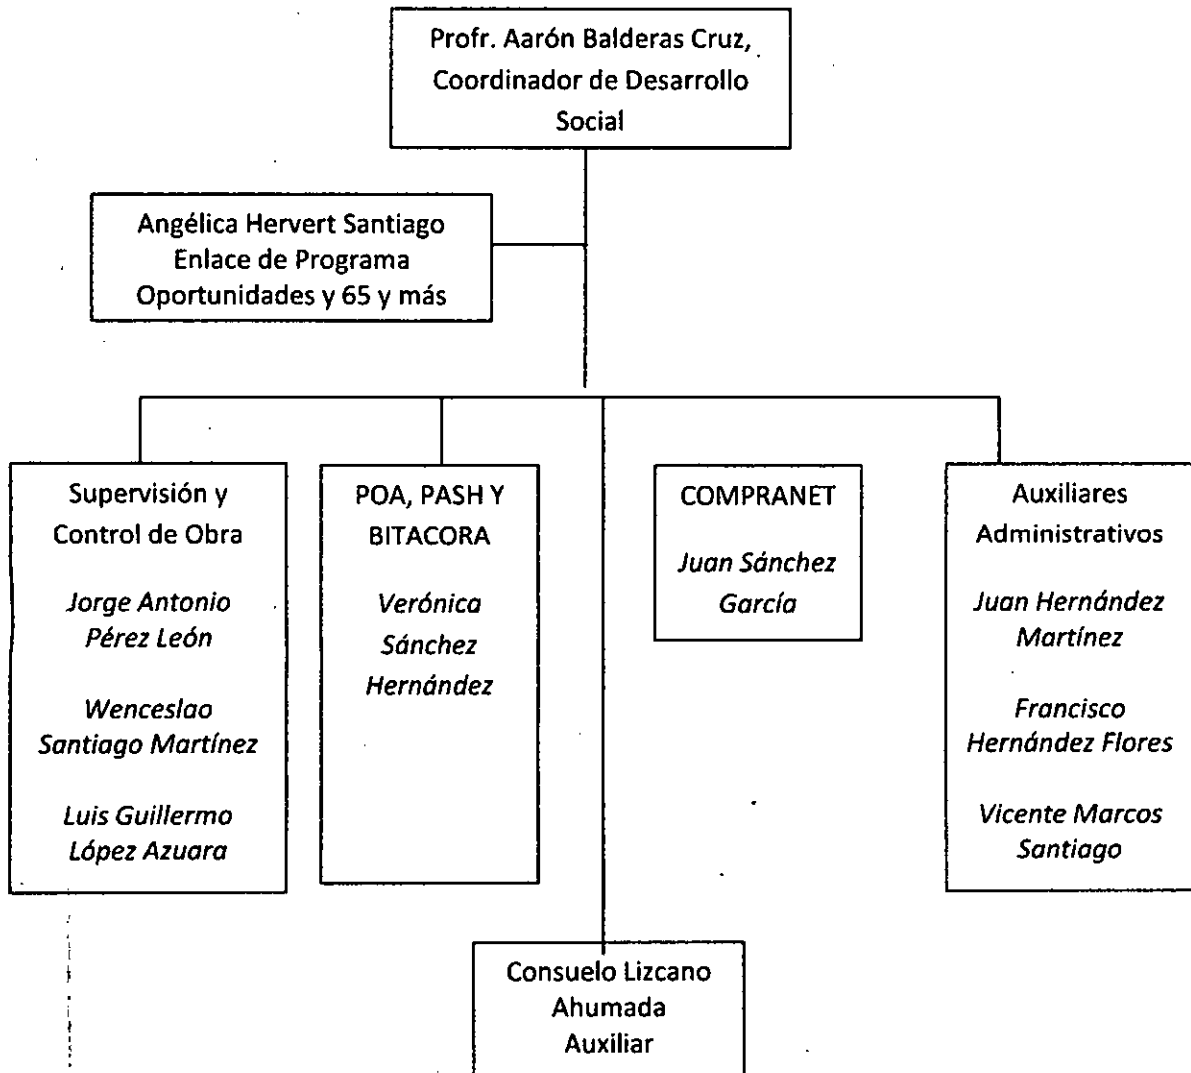 Profr. Aarón Balderas Cruz,
Coordinador de Desarrollo
Social
Angélica Hervert Santiago
Enlace de Programa
Oportunidades y 65 y más
Supervisión y
Control de Obra
Jorge Antonio
Pérez León
Wenceslao
Santiago Martínez
Luis Guillermo
López Azuara
POA, PASH Y
BITACORA
Verónica
Sánchez
Hernández
COMPRANET
Juan Sánchez
García
Auxiliares
Administrativos
Juan Hernández
Martínez
Francisco
Hernández Flores
Vicente Marcos
Santiago
Consuelo Lizcano
Ahumada
Auxiliar